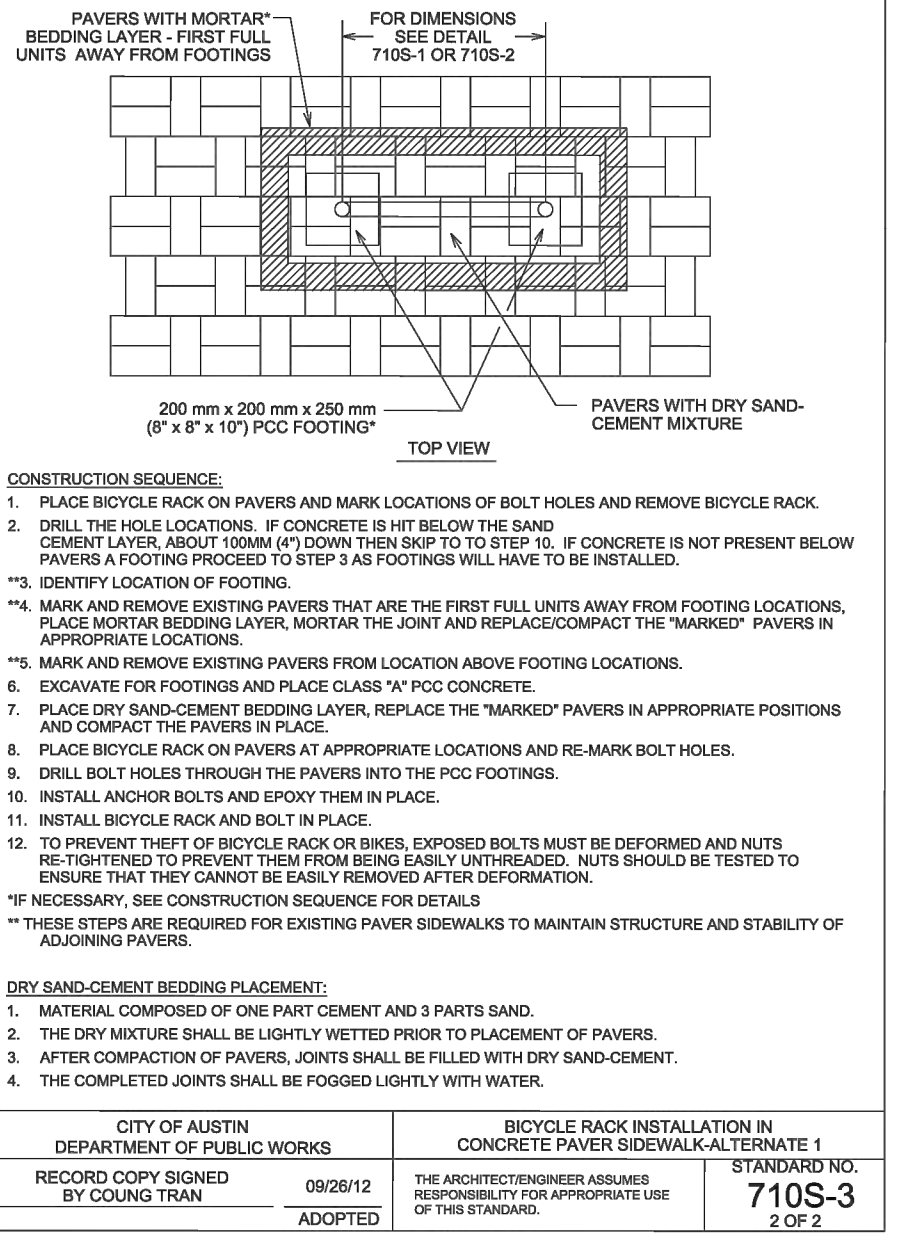 PAVERS WITH MORTAR*
BEDDING LAYER - FIRST FULL
UNITS AWAY FROM FOOTINGS
FOR DIMENSIONS
SEE DETAIL
710S-1 OR 710S-2
200 mm x 200 mm x 250 mm
(8" x 8" x 10") PCC FOOTING*
PAVERS WITH DRY SAND-
CEMENT MIXTURE
TOP VIEW
CONSTRUCTION SEQUENCE:
1. PLACE BICYCLE RACK ON PAVERS AND MARK LOCATIONS OF BOLT HOLES AND REMOVE BICYCLE RACK.
2. DRILL THE HOLE LOCATIONS. IF CONCRETE IS HIT BELOW THE SAND
CEMENT LAYER, ABOUT 100MM (4") DOWN THEN SKIP TO TO STEP 10. IF CONCRETE IS NOT PRESENT BELOW
PAVERS A FOOTING PROCEED TO STEP 3 AS FOOTINGS WILL HAVE TO BE INSTALLED.
**3. IDENTIFY LOCATION OF FOOTING.
**4. MARK AND REMOVE EXISTING PAVERS THAT ARE THE FIRST FULL UNITS AWAY FROM FOOTING LOCATIONS,
PLACE MORTAR BEDDING LAYER, MORTAR THE JOINT AND REPLACE/COMPACT THE "MARKED" PAVERS IN
APPROPRIATE LOCATIONS.
**5. MARK AND REMOVE EXISTING PAVERS FROM LOCATION ABOVE FOOTING LOCATIONS.
6. EXCAVATE FOR FOOTINGS AND PLACE CLASS "A" PCC CONCRETE.
7. PLACE DRY SAND-CEMENT BEDDING LAYER, REPLACE THE "MARKED" PAVERS IN APPROPRIATE POSITIONS
AND COMPACT THE PAVERS IN PLACE.
8. PLACE BICYCLE RACK ON PAVERS AT APPROPRIATE LOCATIONS AND RE-MARK BOLT HOLES.
9. DRILL BOLT HOLES THROUGH THE PAVERS INTO THE PCC FOOTINGS.
10. INSTALL ANCHOR BOLTS AND EPOXY THEM IN PLACE.
11. INSTALL BICYCLE RACK AND BOLT IN PLACE.
12. TO PREVENT THEFT OF BICYCLE RACK OR BIKES, EXPOSED BOLTS MUST BE DEFORMED AND NUTS
RE-TIGHTENED TO PREVENT THEM FROM BEING EASILY UNTHREADED. NUTS SHOULD BE TESTED TO
ENSURE THAT THEY CANNOT BE EASILY REMOVED AFTER DEFORMATION.
*IF NECESSARY, SEE CONSTRUCTION SEQUENCE FOR DETAILS
** THESE STEPS ARE REQUIRED FOR EXISTING PAVER SIDEWALKS TO MAINTAIN STRUCTURE AND STABILITY OF
ADJOINING PAVERS.
DRY SAND-CEMENT BEDDING PLACEMENT:
1. MATERIAL COMPOSED OF ONE PART CEMENT AND 3 PARTS SAND.
2. THE DRY MIXTURE SHALL BE LIGHTLY WETTED PRIOR TO PLACEMENT OF PAVERS.
3. AFTER COMPACTION OF PAVERS, JOINTS SHALL BE FILLED WITH DRY SAND-CEMENT.
4. THE COMPLETED JOINTS SHALL BE FOGGED LIGHTLY WITH WATER.
CITY OF AUSTIN
DEPARTMENT OF PUBLIC WORKS
BICYCLE RACK INSTALLATION IN
CONCRETE PAVER SIDEWALK-ALTERNATE 1
RECORD COPY SIGNED
BY COUNG TRAN
09/26/12
ADOPTED
THE ARCHITECT/ENGINEER ASSUMES
RESPONSIBILITY FOR APPROPRIATE USE
OF THIS STANDARD.
STANDARD NO.
710S-3
2 OF 2